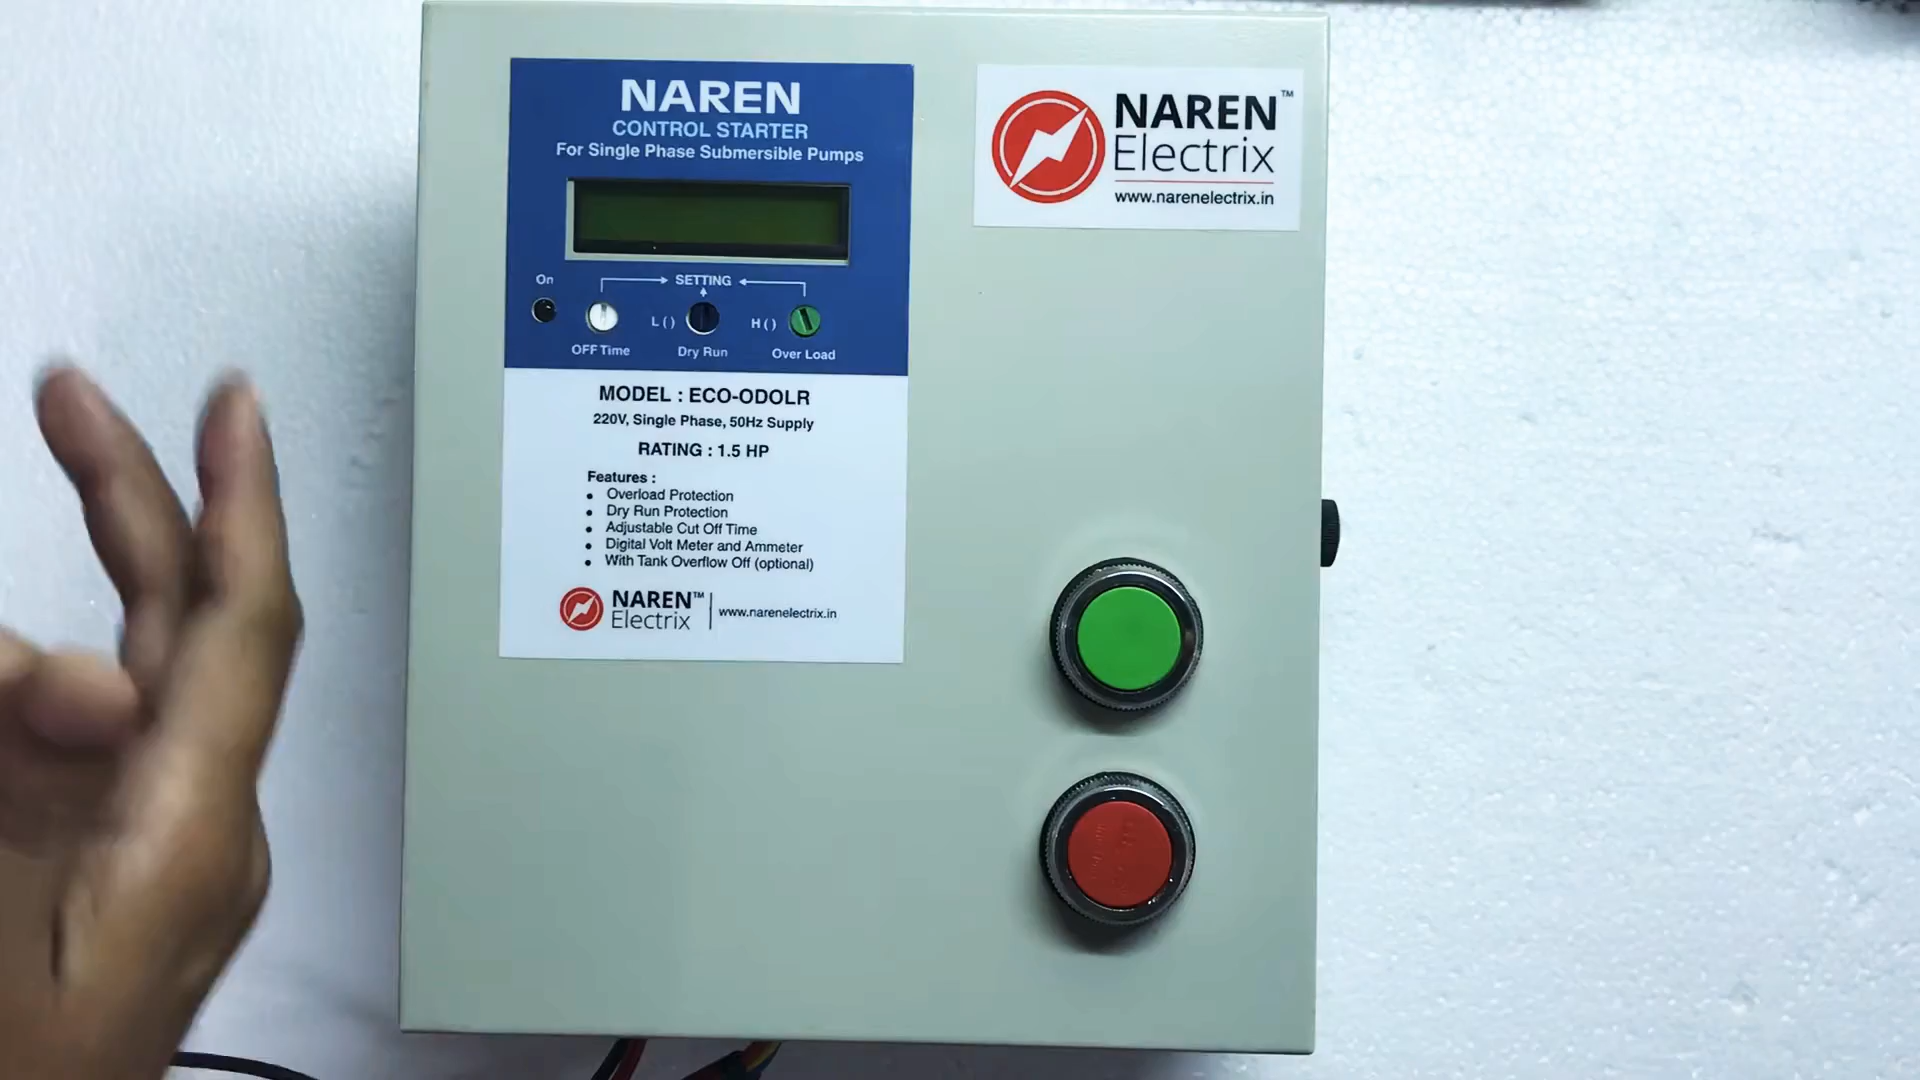 NAREN
CONTROL STARTER
For Single Phase Submersible Pumps
On
SETTING
L ( )
H ( )
OFF Time
Dry Run
Over Load
MODEL : ECO-ODOLR
220V, Single Phase, 50Hz Supply
RATING : 1.5 HP
Features :
• Overload Protection
• Dry Run Protection
• Adjustable Cut Off Time
• Digital Volt Meter and Ammeter
• With Tank Overflow Off (optional)
NAREN™
Electrix
www.narenelectrix.in
NAREN™
Electrix
www.narenelectrix.in